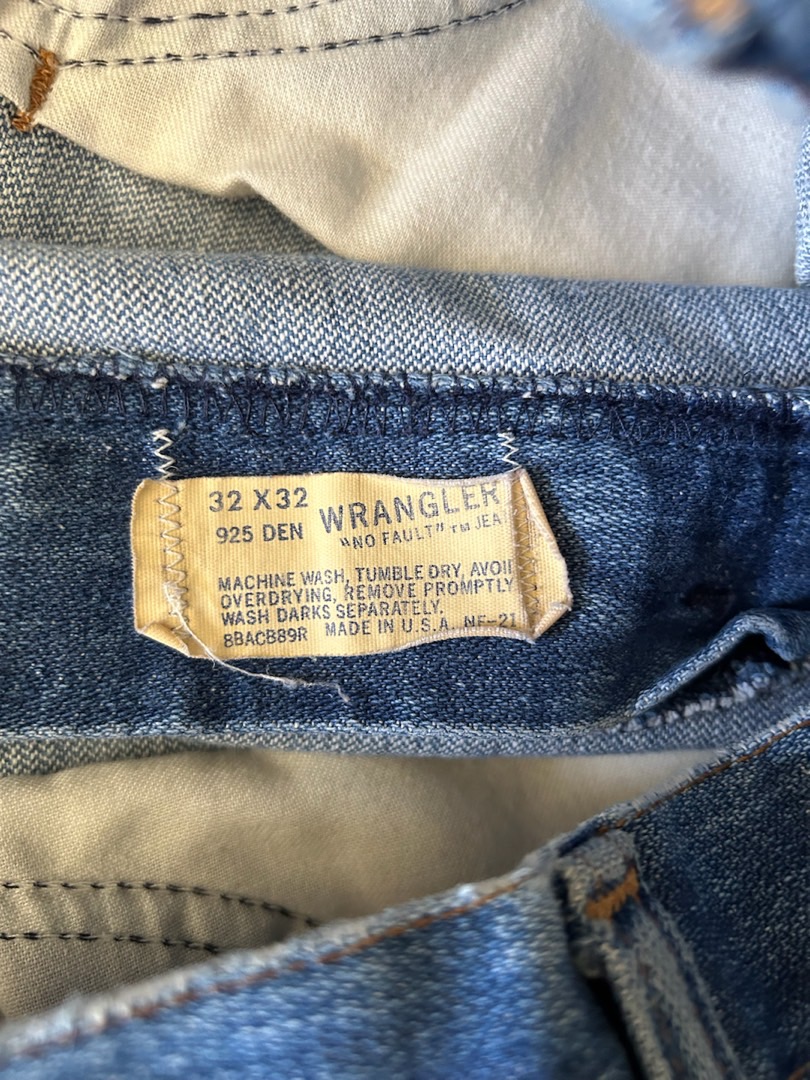 32 X 32 WRANGLER
925 DEN "NO FAULT" TM JEA
MACHINE WASH, TUMBLE DRY, AVOI
OVERDRYING, REMOVE PROMPTLY
WASH DARKS SEPARATELY.
8BACB89R MADE IN U.S.A. NF-21